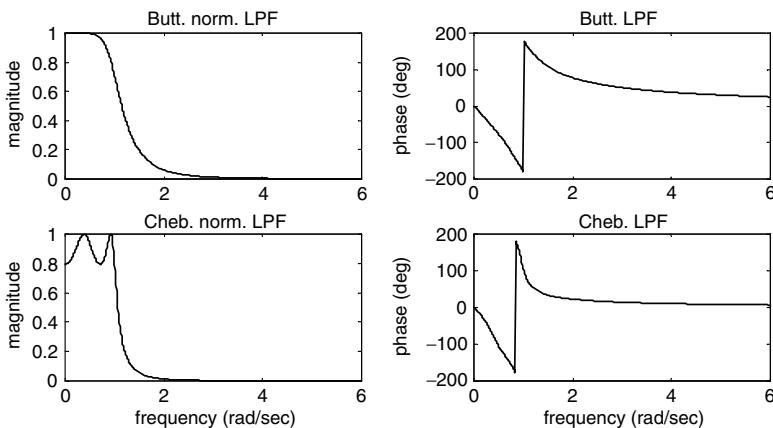 Butt. norm. LPF
magnitude
1
0.8
0.6
0.4
0.2
0
0 2 4 6
Butt. LPF
phase (deg)
200
100
0
−100
−200
0 2 4 6
Cheb. norm. LPF
magnitude
1
0.8
0.6
0.4
0.2
0
0 2 4 6
frequency (rad/sec)
Cheb. LPF
phase (deg)
200
100
0
−100
−200
0 2 4 6
frequency (rad/sec)